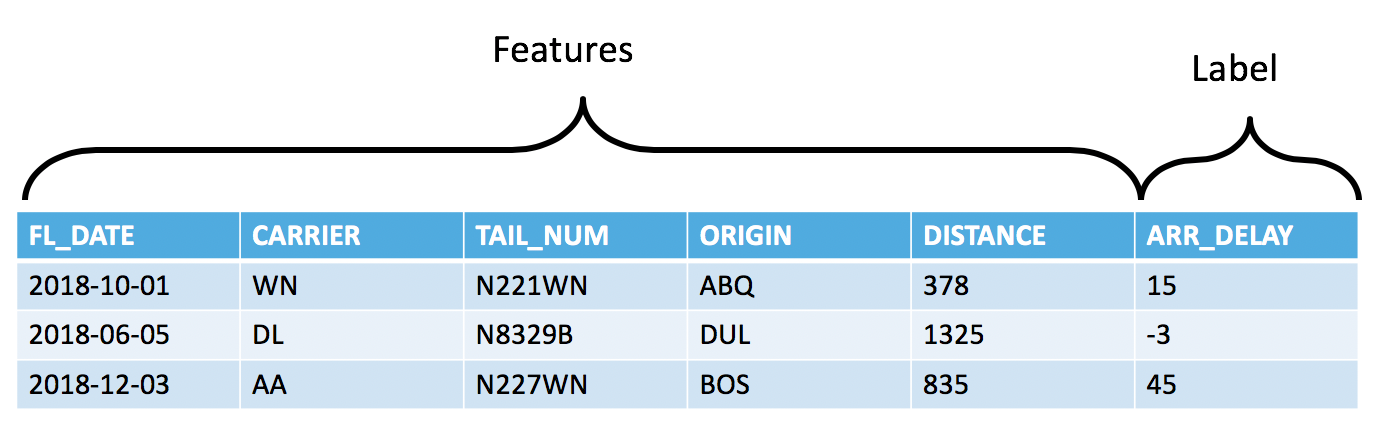 Features
Label
FL_DATE CARRIER TAIL_NUM ORIGIN DISTANCE ARR_DELAY
2018-10-01 WN N221WN ABQ 378 15
2018-06-05 DL N8329B DUL 1325 -3
2018-12-03 AA N227WN BOS 835 45